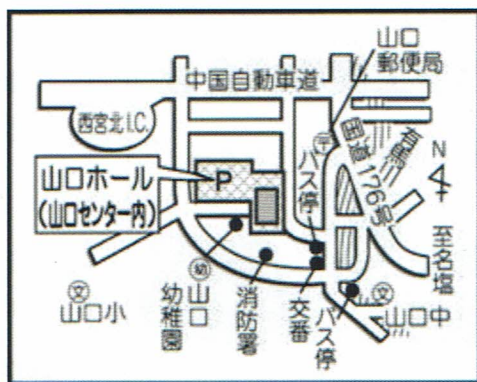 山口
郵便局
中国自動車道
西宮北I.C.
〒
バス停
国道176号
有馬川
N
山口ホール
(山口センター内)
P
至名塩
文
山口小
幼
山口
幼稚園
消防署
交番
バス停
文
山口中